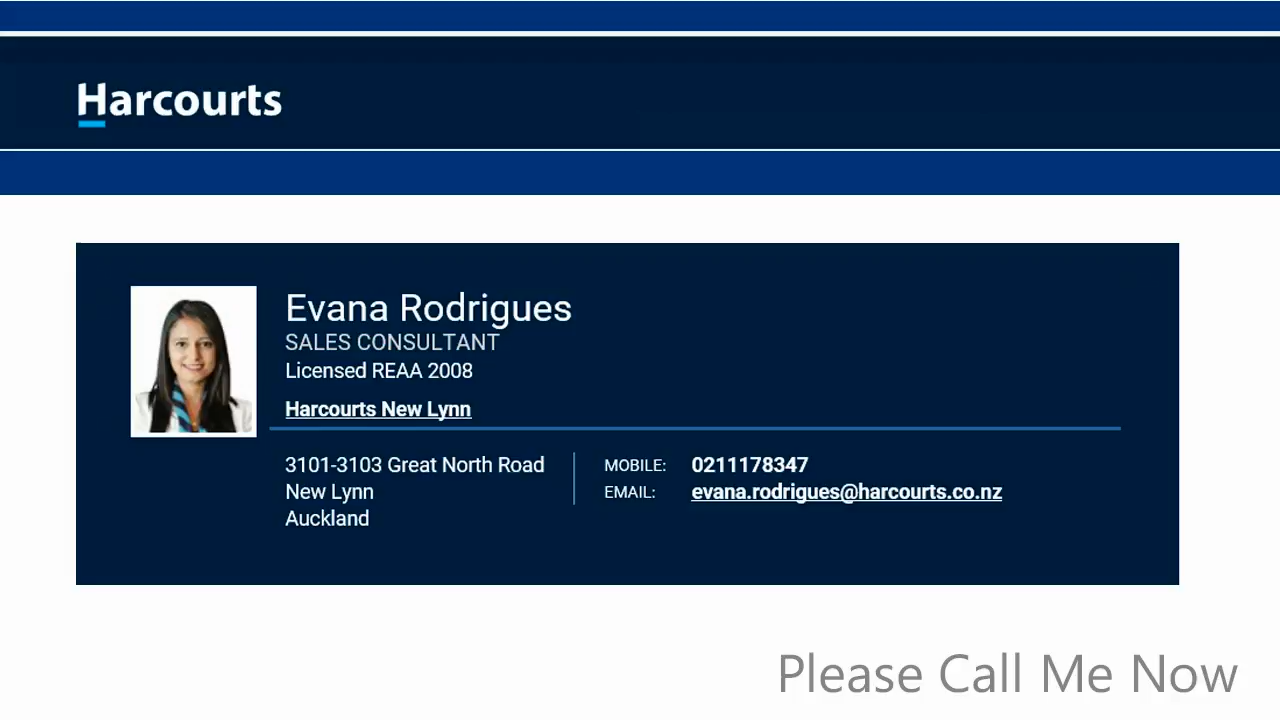 Harcourts
Evana Rodrigues
SALES CONSULTANT
Licensed REAA 2008
Harcourts New Lynn
3101-3103 Great North Road
New Lynn
Auckland
MOBILE: 0211178347
EMAIL: evana.rodrigues@harcourts.co.nz
Please Call Me Now